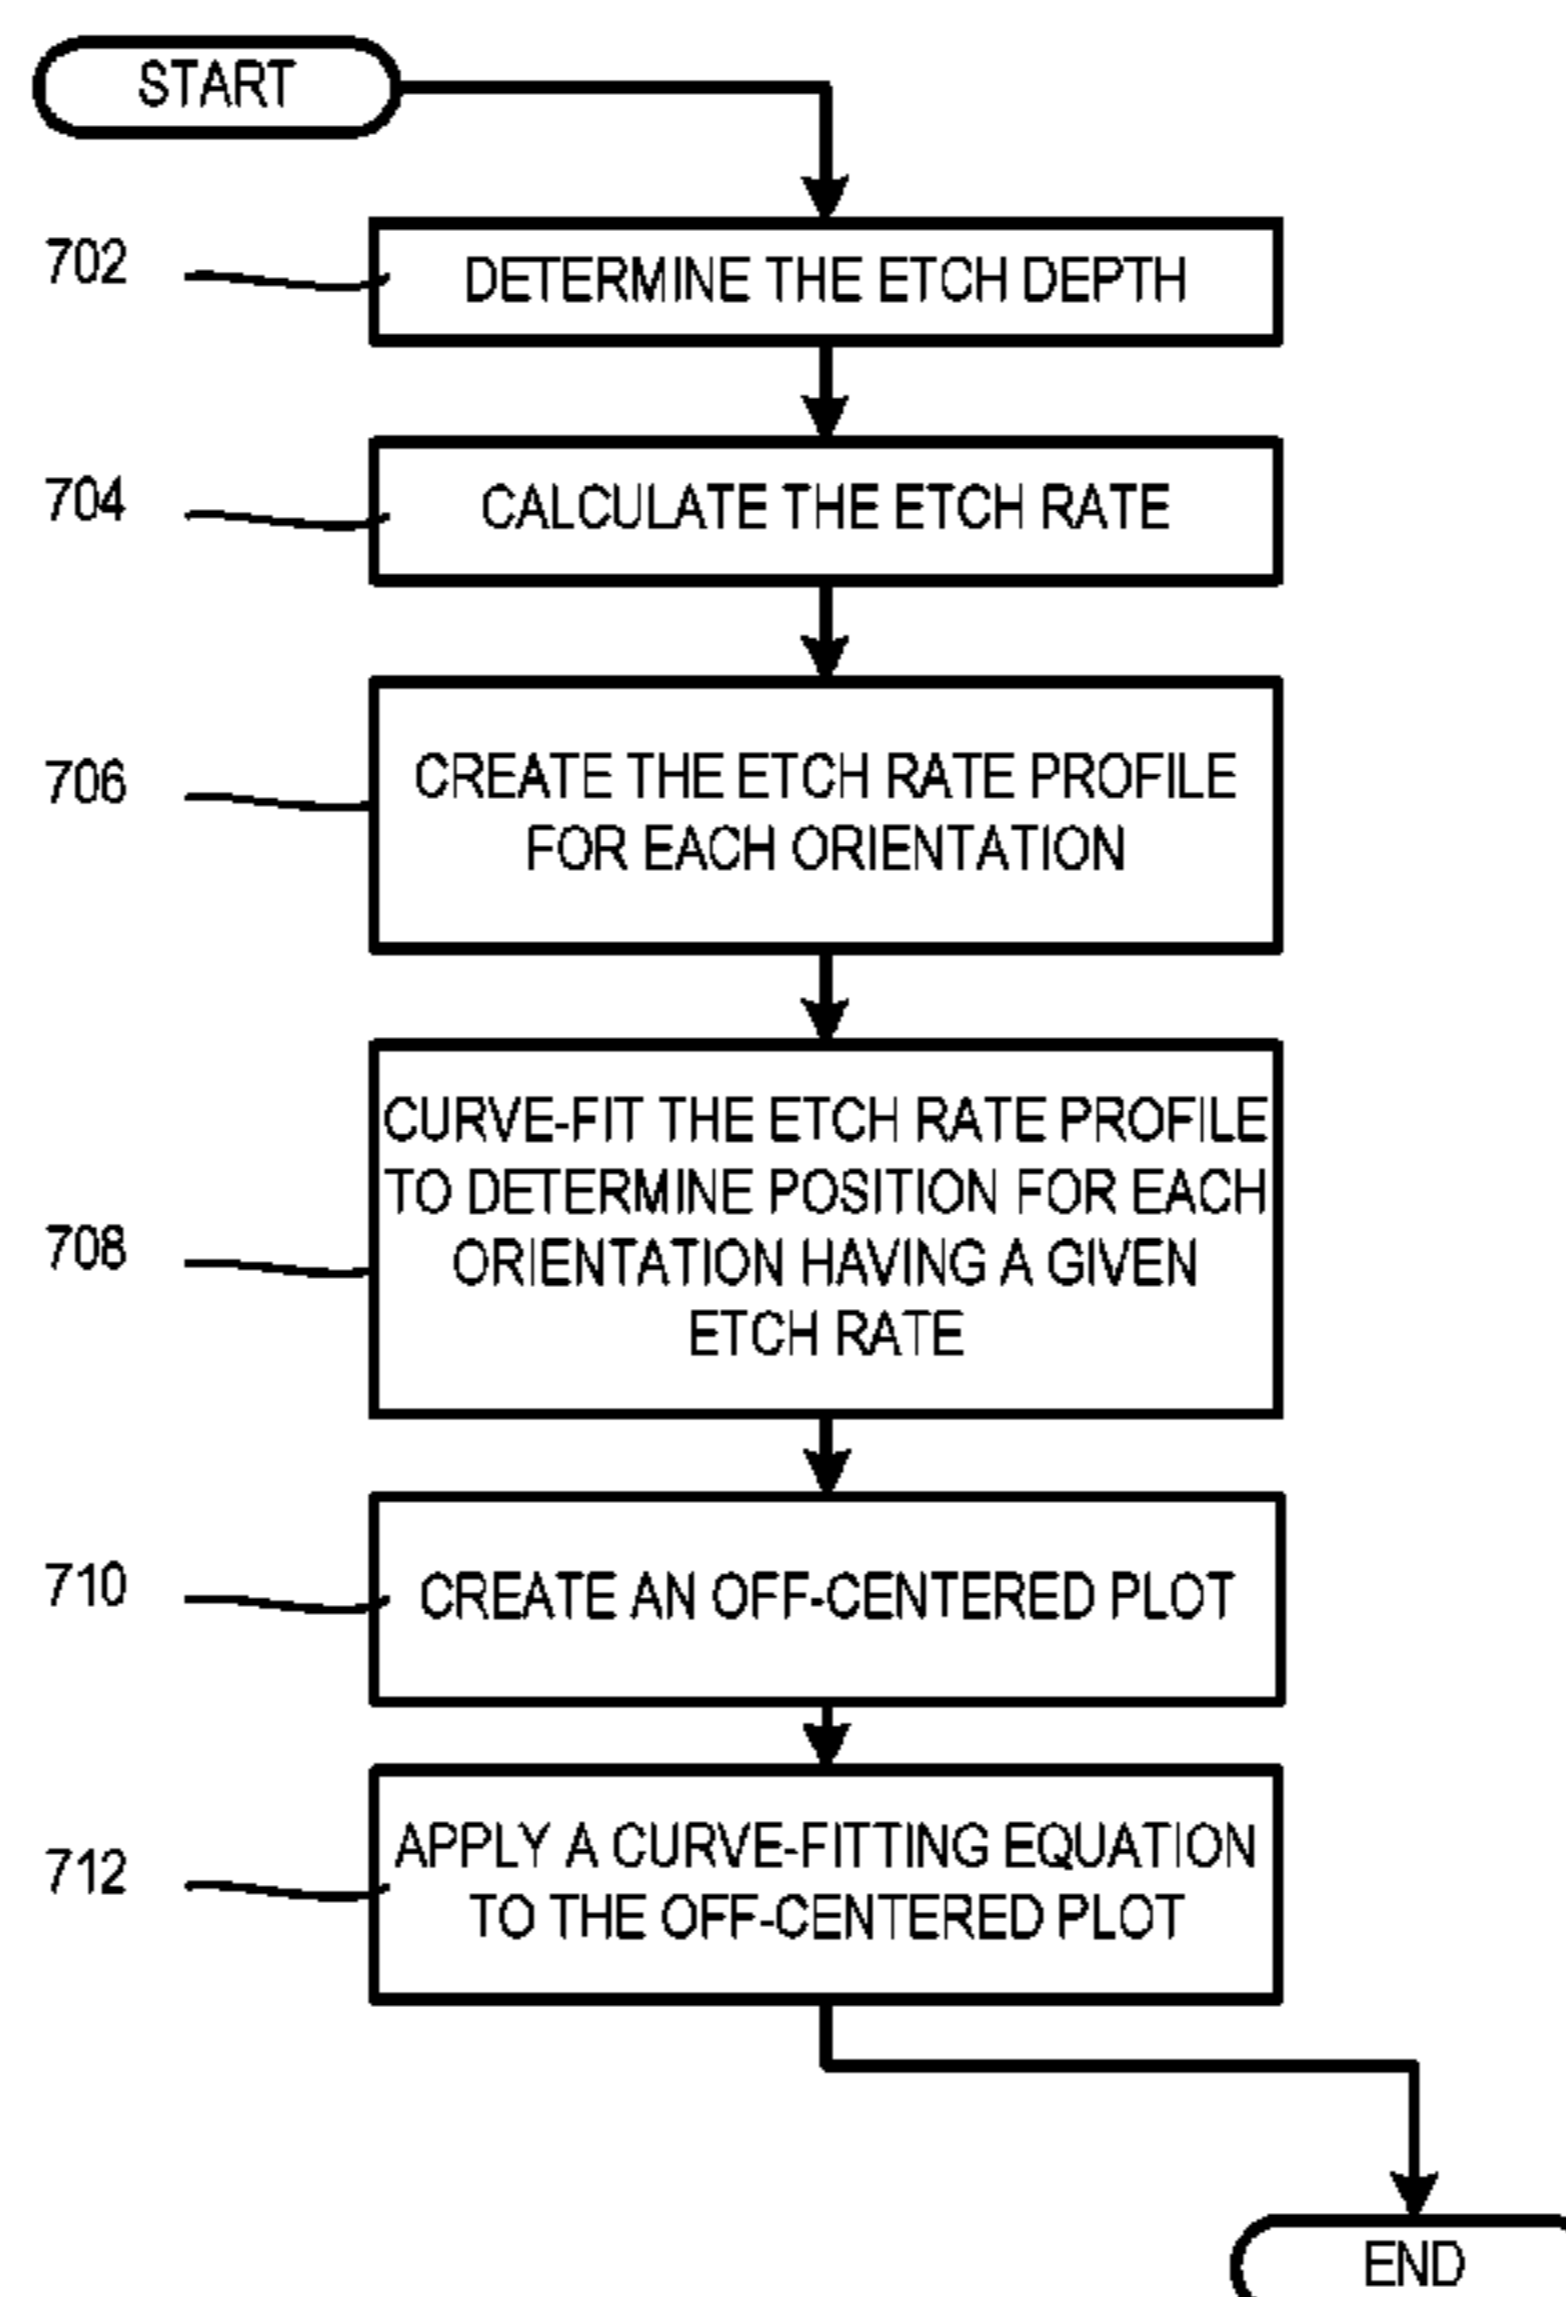 START
702
DETERMINE THE ETCH DEPTH
704
CALCULATE THE ETCH RATE
706
CREATE THE ETCH RATE PROFILE
FOR EACH ORIENTATION
708
CURVE-FIT THE ETCH RATE PROFILE
TO DETERMINE POSITION FOR EACH
ORIENTATION HAVING A GIVEN
ETCH RATE
710
CREATE AN OFF-CENTERED PLOT
712
APPLY A CURVE-FITTING EQUATION
TO THE OFF-CENTERED PLOT
END